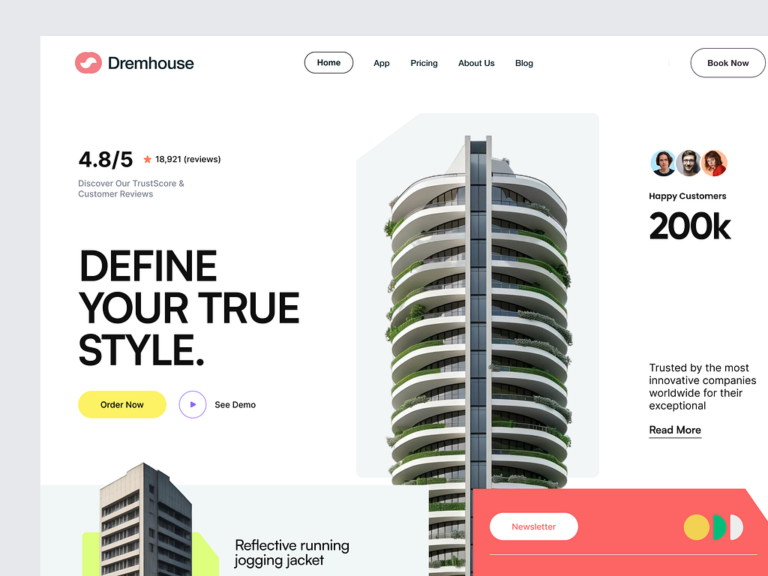 Dremhouse
Home
App
Pricing
About Us
Blog
Book Now
4.8/5
18,921 (reviews)
Discover Our TrustScore &
Customer Reviews
DEFINE
YOUR TRUE
STYLE.
Order Now
See Demo
Happy Customers
200k
Trusted by the most
innovative companies
worldwide for their
exceptional
Read More
Reflective running
jogging jacket
Newsletter